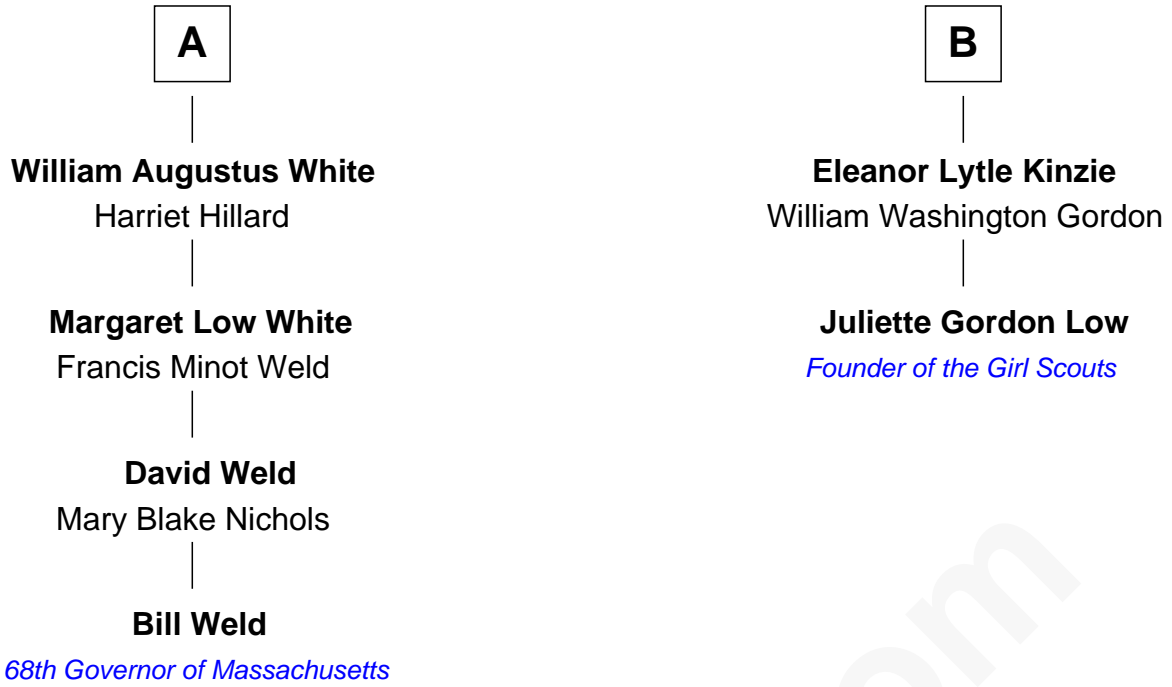 A
William Augustus White
Harriet Hillard
Margaret Low White
Francis Minot Weld
David Weld
Mary Blake Nichols
Bill Weld
68th Governor of Massachusetts
B
Eleanor Lytle Kinzie
William Washington Gordon
Juliette Gordon Low
Founder of the Girl Scouts
om